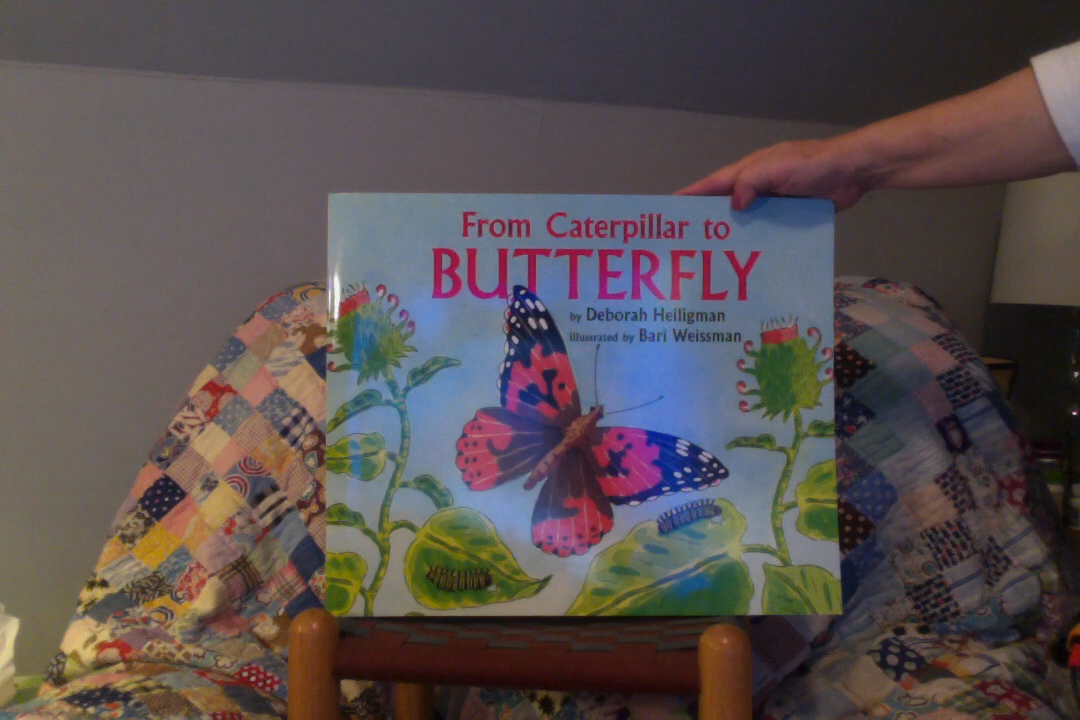 From Caterpillar to
BUTTERFLY
by Deborah Heiligman
Illustrated by Bari Weissman